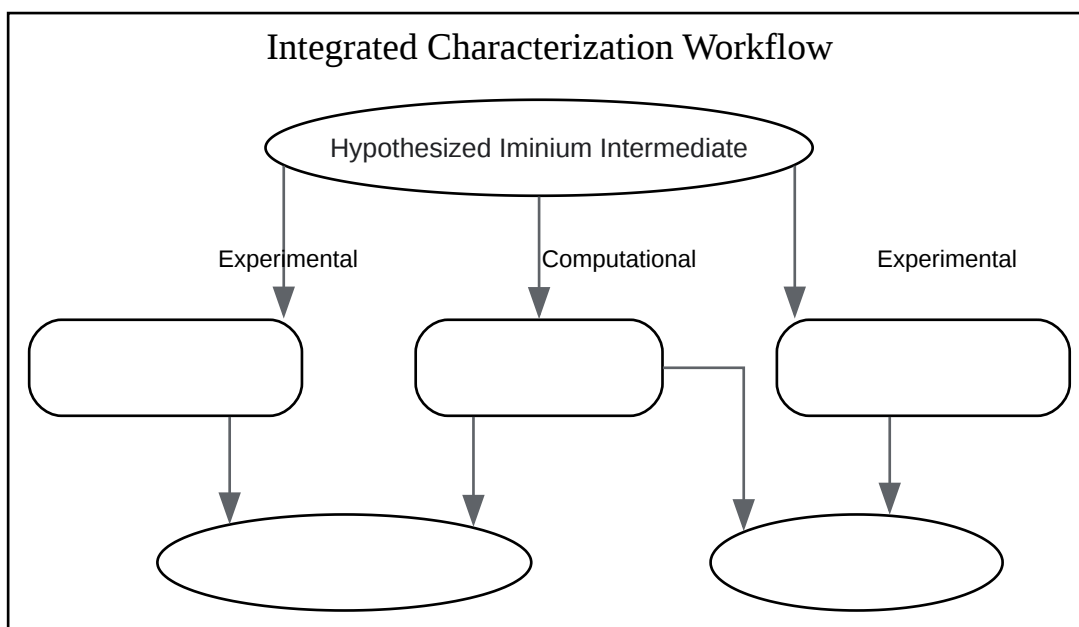 Integrated Characterization Workflow
Hypothesized Iminium Intermediate
Experimental
Computational
Experimental